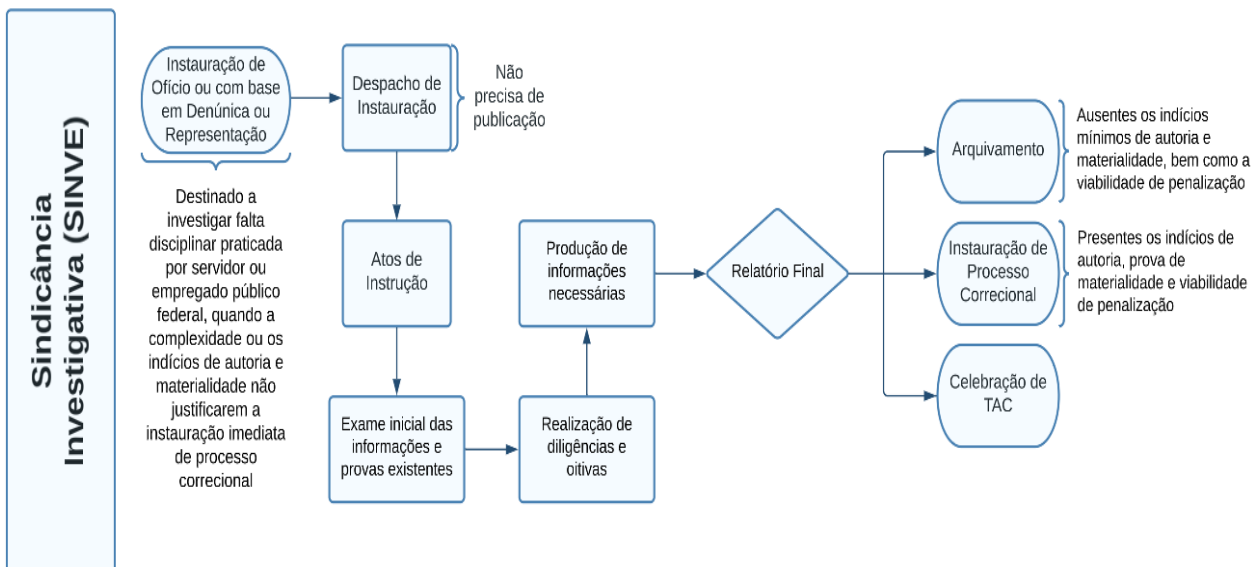 Sindicância
Investigativa (SINVE)
Instauração de
Ofício ou com base
em Denúnica ou
Representação
Destinado a
investigar falta
disciplinar praticada
por servidor ou
empregado público
federal, quando a
complexidade ou os
indícios de autoria e
materialidade não
justificarem a
instauração imediata
de processo
correcional
Despacho de
Instauração
Não
precisa de
publicação
Atos de
Instrução
Exame inicial das
informações e
provas existentes
Realização de
diligências e
oitivas
Produção de
informações
necessárias
Relatório Final
Arquivamento
Ausentes os indícios
mínimos de autoria e
materialidade, bem como a
viabilidade de penalização
Instauração de
Processo
Correcional
Presentes os indícios de
autoria, prova de
materialidade e viabilidade
de penalização
Celebração de
TAC